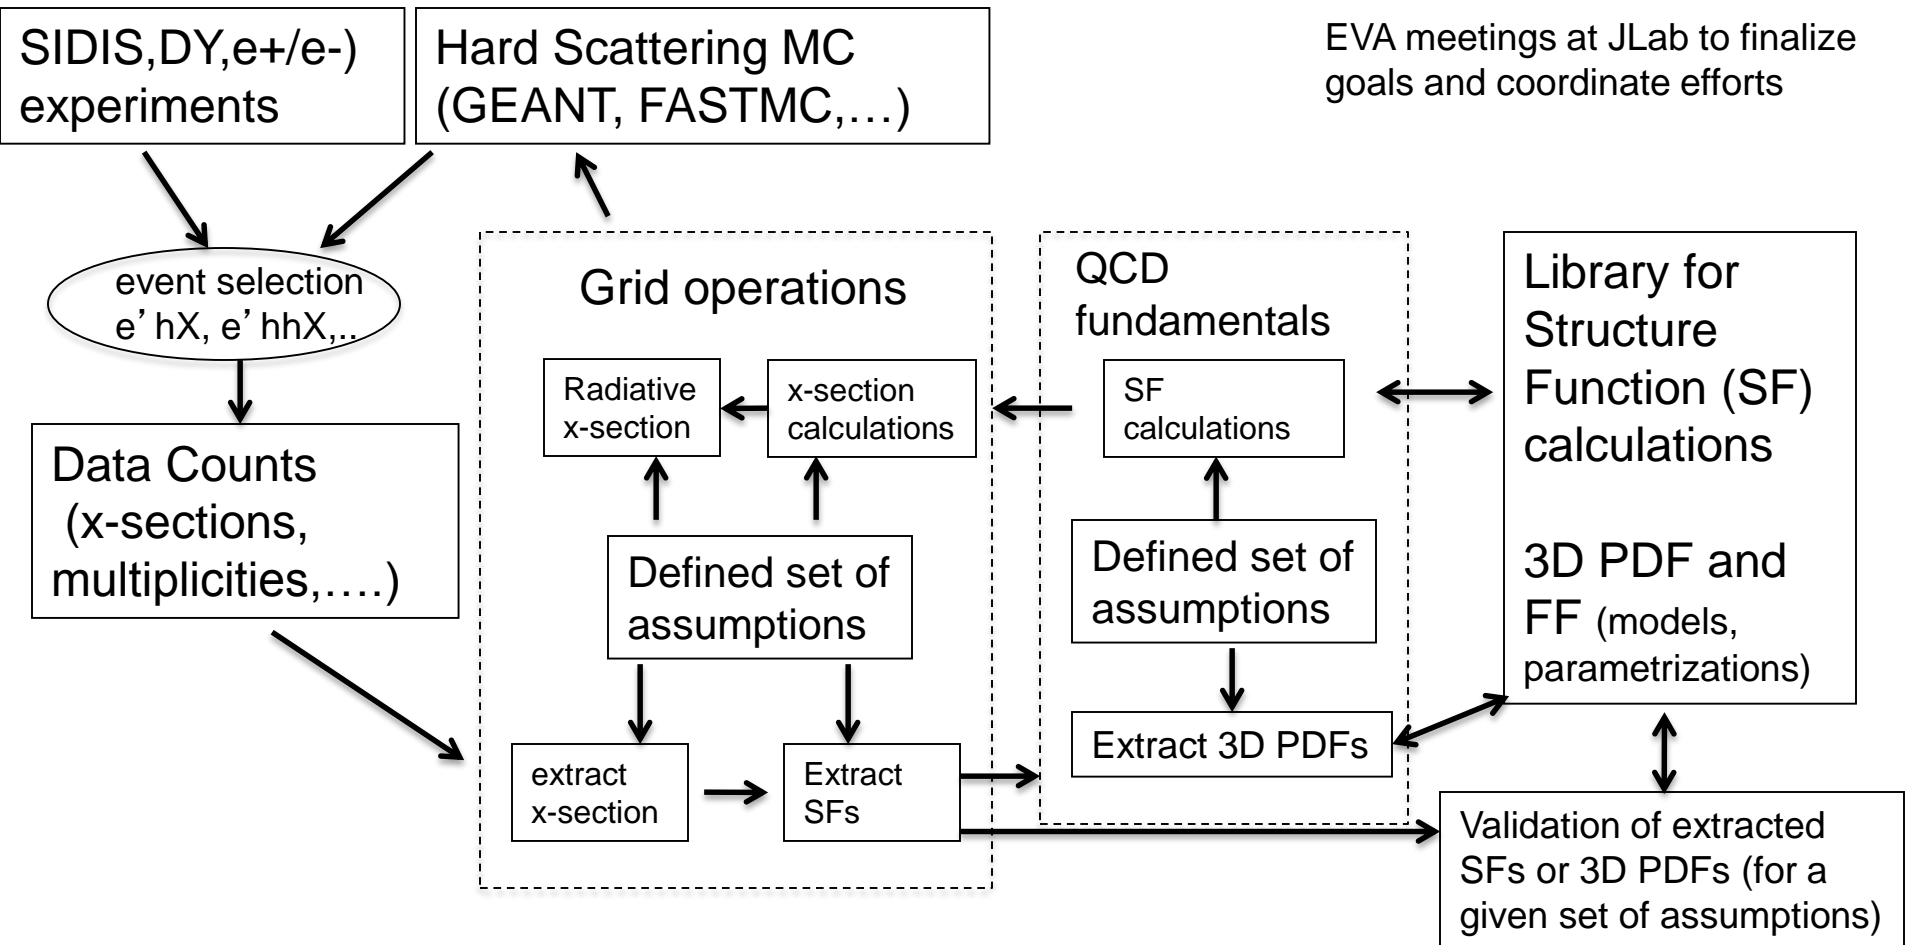 SIDIS,DY,e+/e-)
experiments
Hard Scattering MC
(GEANT, FASTMC,…)
EVA meetings at JLab to finalize
goals and coordinate efforts
event selection
e’ hX, e’ hhX,..
Data Counts
(x-sections,
multiplicities,….)
Grid operations
Radiative
x-section
x-section
calculations
Defined set of
assumptions
extract
x-section
Extract
SFs
QCD
fundamentals
SF
calculations
Defined set of
assumptions
Extract 3D PDFs
Library for
Structure
Function (SF)
calculations
3D PDF and
FF (models,
parametrizations)
Validation of extracted
SFs or 3D PDFs (for a
given set of assumptions)